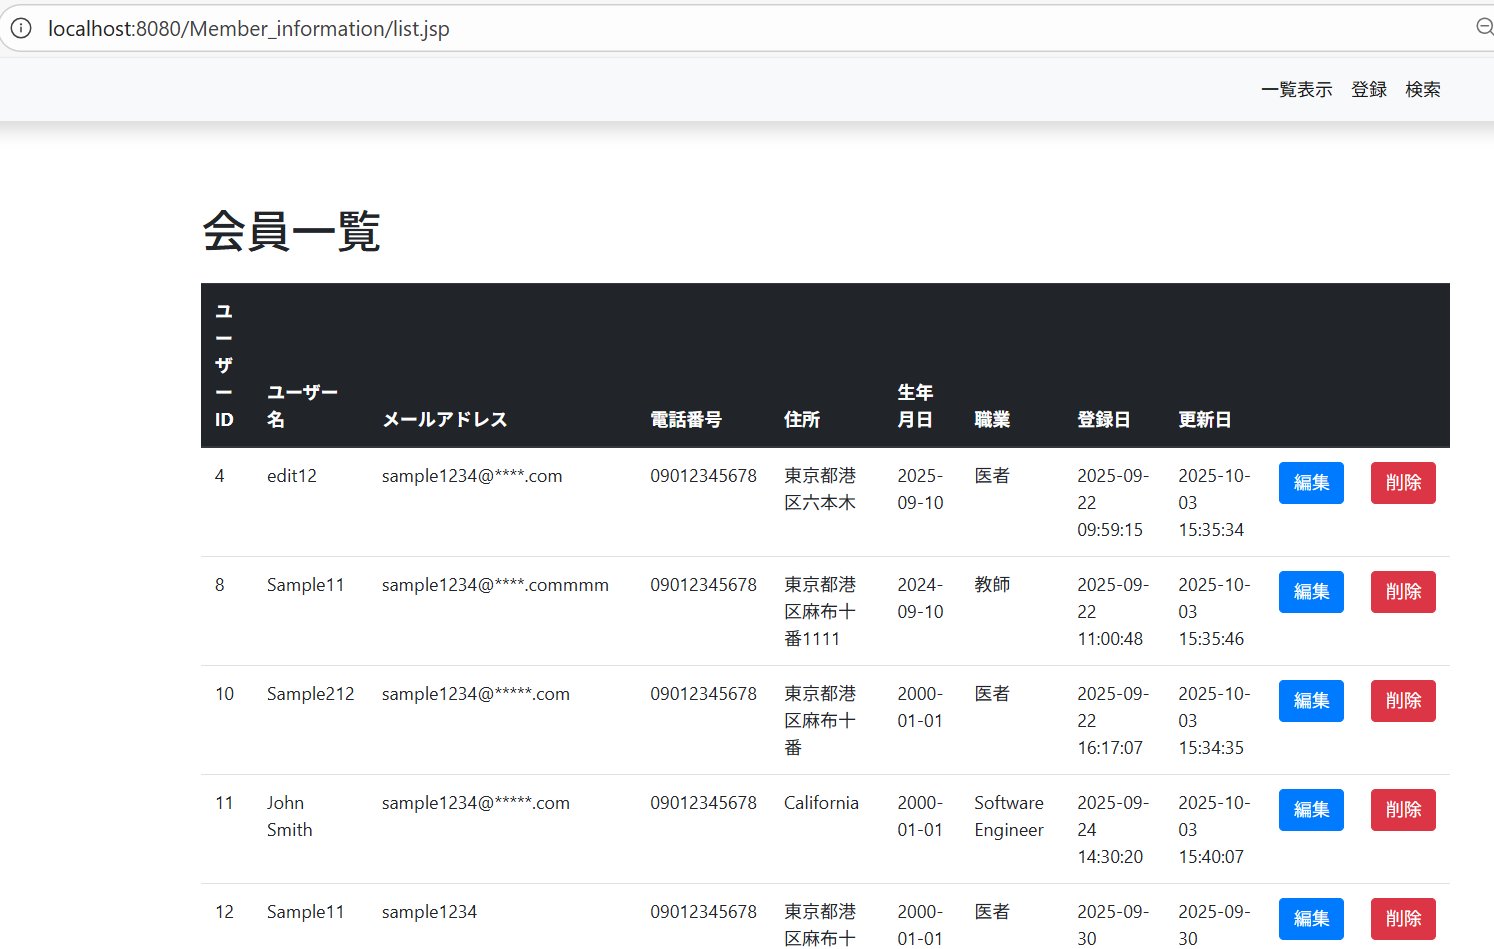 localhost:8080/Member_information/list.jsp
一覧表示 登録 検索
会員一覧
ユーザーID ユーザー名 メールアドレス 電話番号 住所 生年月日 職業 登録日 更新日
4 edit12 sample1234@****.com 09012345678 東京都港区六本木 2025-09-10 医者 2025-09-22 09:59:15 2025-10-03 15:35:34 編集 削除
8 Sample11 sample1234@****.commmm 09012345678 東京都港区麻布十番1111 2024-09-10 教師 2025-09-22 11:00:48 2025-10-03 15:35:46 編集 削除
10 Sample212 sample1234@*****.com 09012345678 東京都港区麻布十番 2000-01-01 医者 2025-09-22 16:17:07 2025-10-03 15:34:35 編集 削除
11 John Smith sample1234@*****.com 09012345678 California 2000-01-01 Software Engineer 2025-09-24 14:30:20 2025-10-03 15:40:07 編集 削除
12 Sample11 sample1234 09012345678 東京都港区麻布十 2000-01-01 医者 2025-09-30 2025-09-30 編集 削除